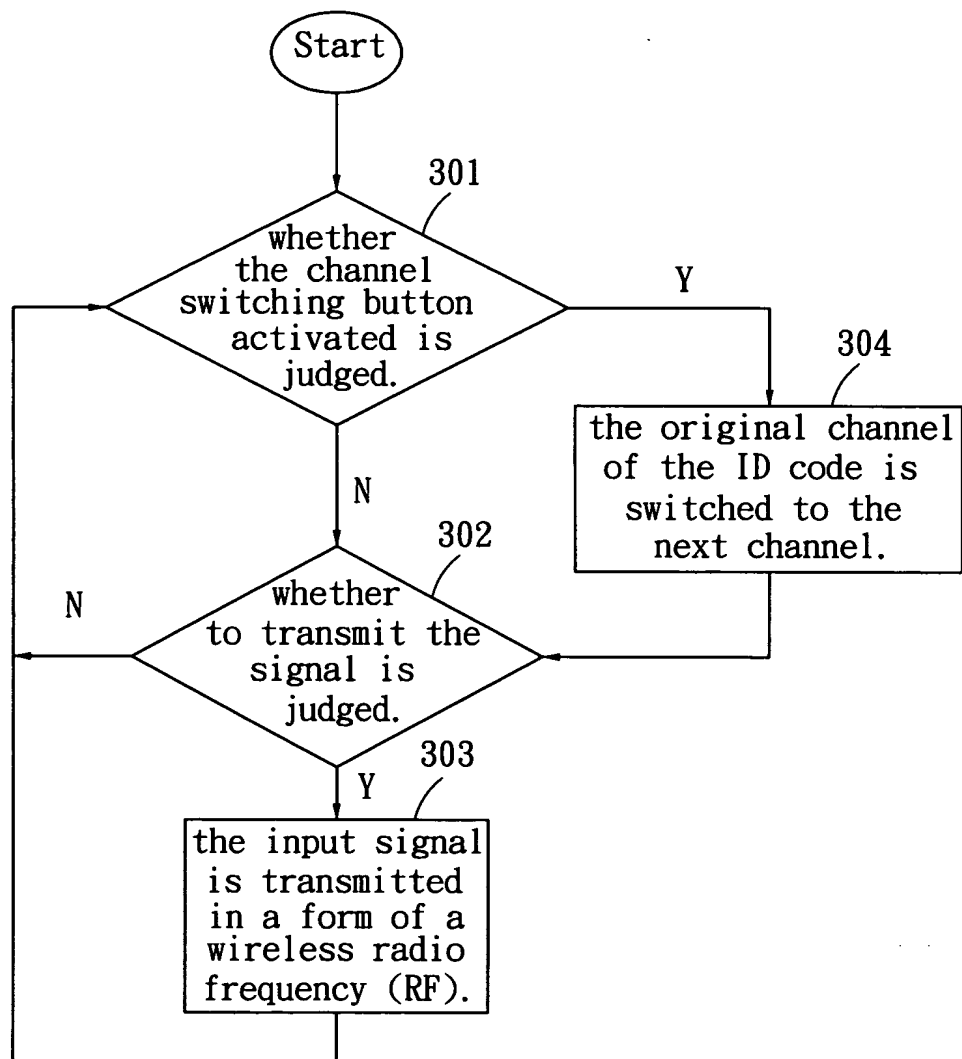 Start
301
whether
the channel
switching button
activated is
judged.
Y
304
the original channel
of the ID code is
switched to the
next channel.
N
302
N
whether
to transmit the
signal is
judged.
303
Y
the input signal
is transmitted
in a form of a
wireless radio
frequency (RF).